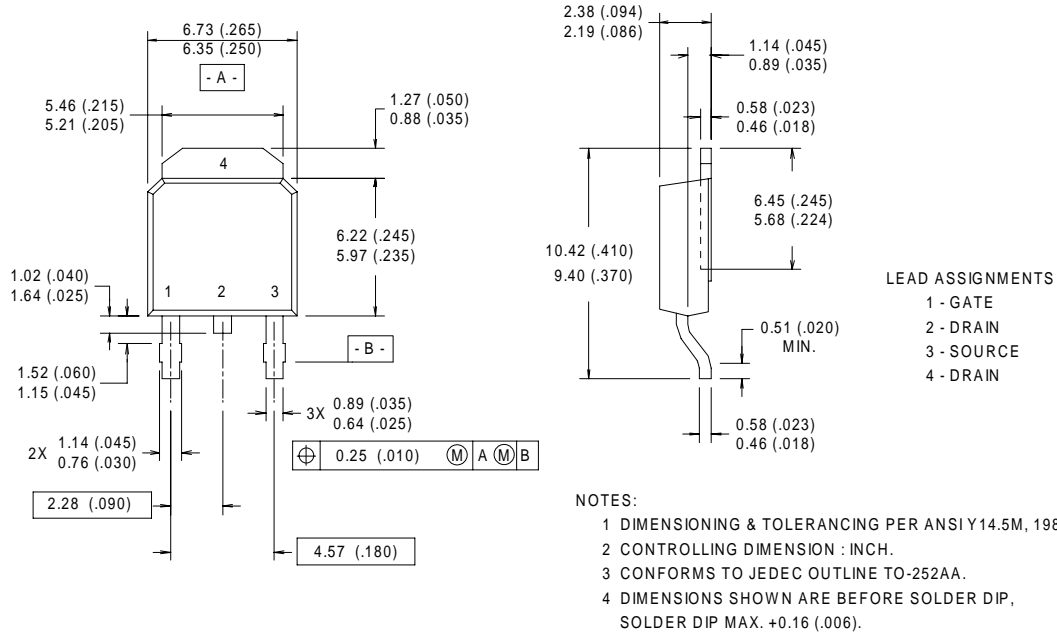 6.73 (.265)
6.35 (.250)
- A -
5.46 (.215)
5.21 (.205)
1.27 (.050)
0.88 (.035)
4
6.22 (.245)
5.97 (.235)
1.02 (.040)
1.64 (.025)
1 2 3
- B -
1.52 (.060)
1.15 (.045)
3X 0.89 (.035)
0.64 (.025)
2X 1.14 (.045)
0.76 (.030)
⌖ 0.25 (.010) Ⓜ A Ⓜ B
2.28 (.090)
4.57 (.180)
2.38 (.094)
2.19 (.086)
1.14 (.045)
0.89 (.035)
0.58 (.023)
0.46 (.018)
6.45 (.245)
5.68 (.224)
10.42 (.410)
9.40 (.370)
0.51 (.020)
MIN.
0.58 (.023)
0.46 (.018)
LEAD ASSIGNMENTS
1 - GATE
2 - DRAIN
3 - SOURCE
4 - DRAIN
NOTES:
1 DIMENSIONING & TOLERANCING PER ANSI Y14.5M, 198
2 CONTROLLING DIMENSION : INCH.
3 CONFORMS TO JEDEC OUTLINE TO-252AA.
4 DIMENSIONS SHOWN ARE BEFORE SOLDER DIP,
SOLDER DIP MAX. +0.16 (.006).